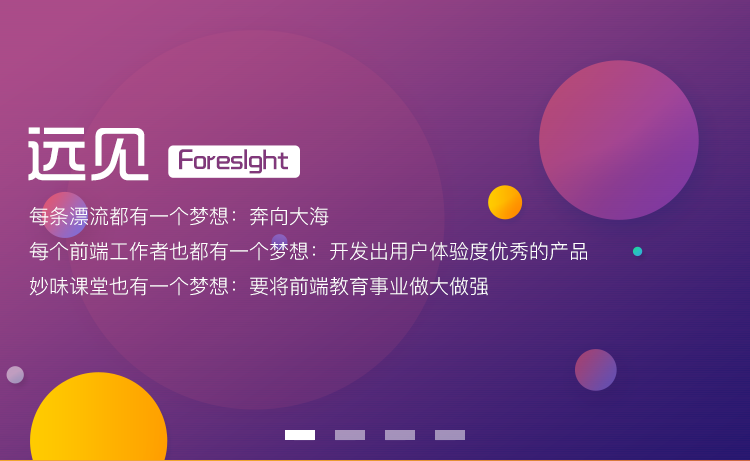 远见 Foresight
每条漂流都有一个梦想：奔向大海
每个前端工作者也都有一个梦想：开发出用户体验度优秀的产品
妙味课堂也有一个梦想：要将前端教育事业做大做强